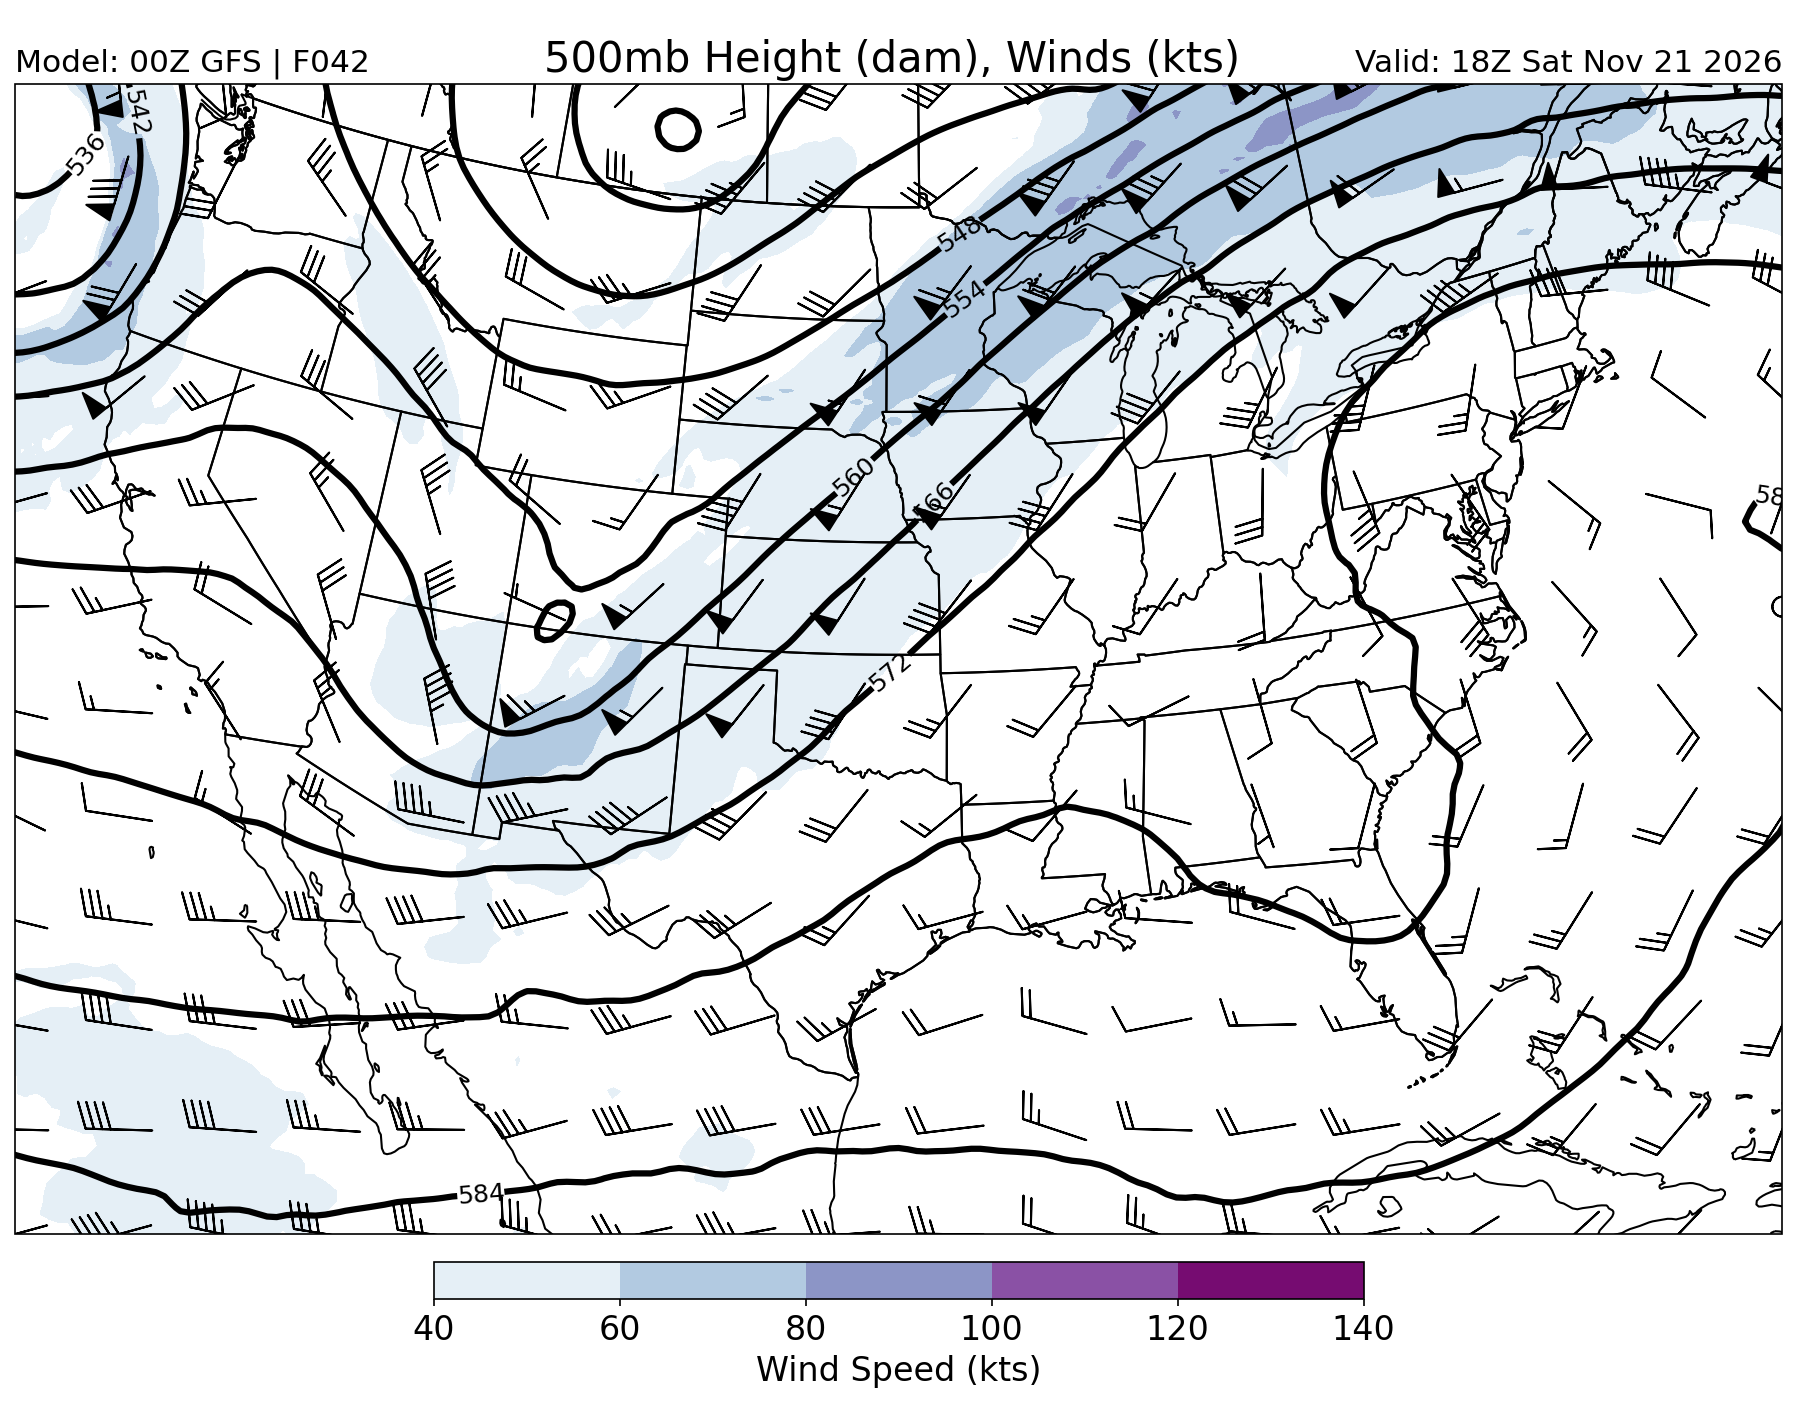 Model: 00Z GFS | F042
500mb Height (dam), Winds (kts)
Valid: 18Z Sat Nov 21 2026
542
536
548
554
560
566
58
572
584
40 60 80 100 120 140
Wind Speed (kts)